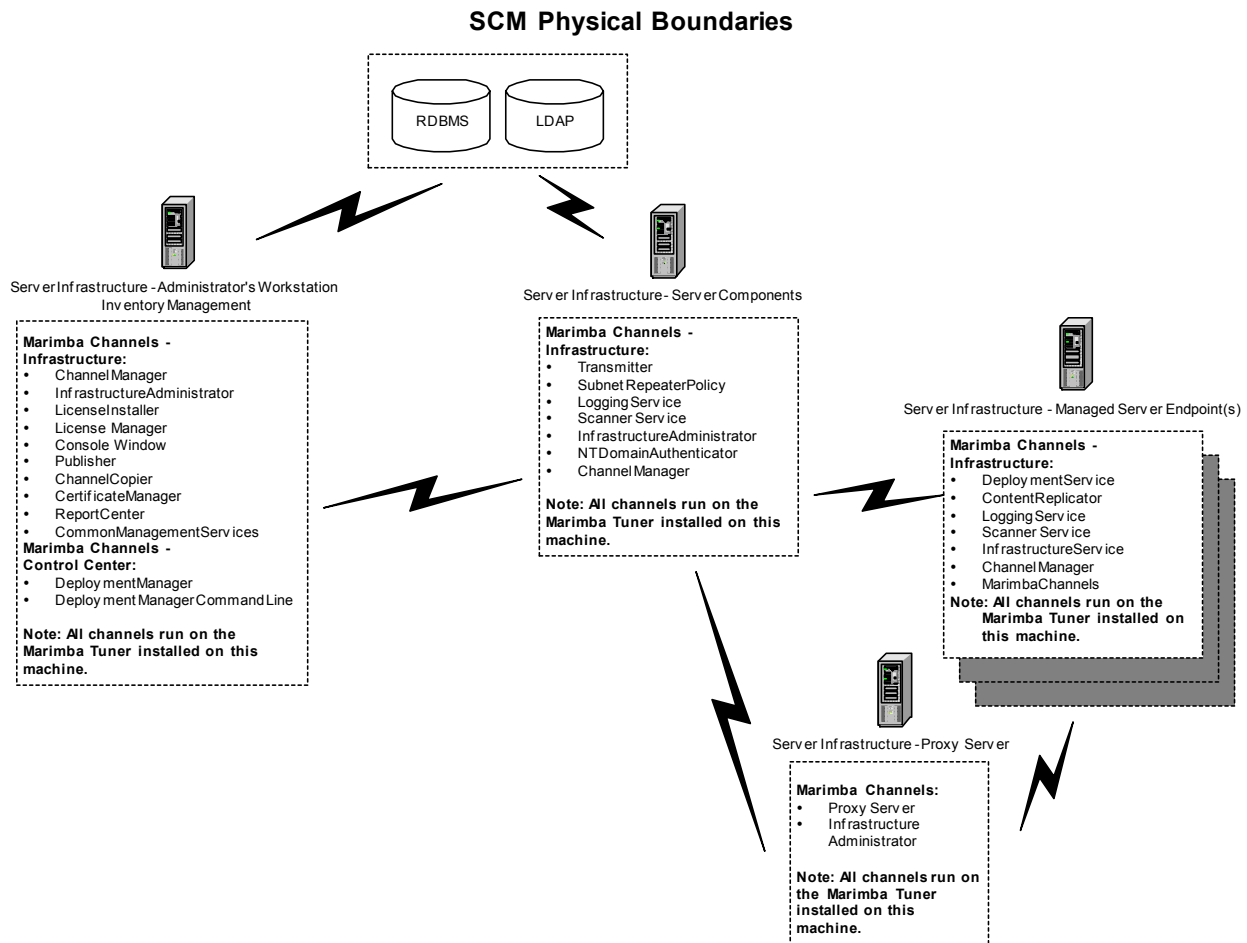 SCM Physical Boundaries
RDBMS
LDAP
Server Infrastructure - Administrator's Workstation
Inventory Management
Marimba Channels -
Infrastructure:
• ChannelManager
• InfrastructureAdministrator
• LicenseInstaller
• License Manager
• Console Window
• Publisher
• ChannelCopier
• CertificateManager
• ReportCenter
• CommonManagementServices
Marimba Channels -
Control Center:
• DeploymentManager
• DeploymentManagerCommandLine
Note: All channels run on the
Marimba Tuner installed on this
machine.
Server Infrastructure - Server Components
Marimba Channels -
Infrastructure:
• Transmitter
• SubnetRepeaterPolicy
• LoggingService
• Scanner Service
• InfrastructureAdministrator
• NTDomainAuthenticator
• ChannelManager
Note: All channels run on the
Marimba Tuner installed on this
machine.
Server Infrastructure - Managed Server Endpoint(s)
Marimba Channels -
Infrastructure:
• DeploymentService
• ContentReplicator
• LoggingService
• Scanner Service
• InfrastructureService
• ChannelManager
• MarimbaChannels
Note: All channels run on the
Marimba Tuner installed on
this machine.
Server Infrastructure - Proxy Server
Marimba Channels:
• Proxy Server
• Infrastructure
Administrator
Note: All channels run on
the Marimba Tuner
installed on this
machine.